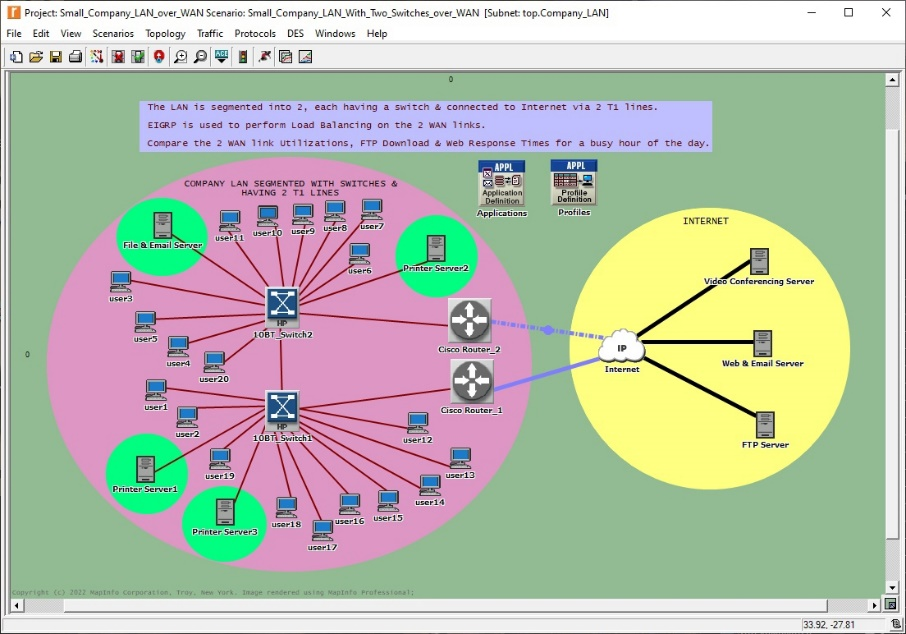 Project: Small_Company_LAN_over_WAN Scenario: Small_Company_LAN_With_Two_Switches_over_WAN [Subnet: top.Company_LAN]
File Edit View Scenarios Topology Traffic Protocols DES Windows Help
0
The LAN is segmented into 2, each having a switch & connected to Internet via 2 T1 lines.
EIGRP is used to perform Load Balancing on the 2 WAN links.
Compare the 2 WAN link Utilizations, FTP Download & Web Response Times for a busy hour of the day.
APPL
Application
Definition
Applications
APPL
Profile
Definition
Profiles
COMPANY LAN SEGMENTED WITH SWITCHES &
HAVING 2 T1 LINES
INTERNET
File & Email Server
user11
user10
user9
user8
user7
user6
Printer Server2
user3
user5
user4
user20
HP
10BT_Switch2
Cisco Router_2
0
Cisco Router_1
IP
Internet
Video Conferencing Server
Web & Email Server
FTP Server
user1
user2
HP
10BT_Switch1
user12
user19
user13
Printer Server1
user14
Printer Server3
user18
user16
user15
user17
Copyright (c) 2022 MapInfo Corporation, Troy, New York. Image rendered using MapInfo Professional;
33.92, -27.81